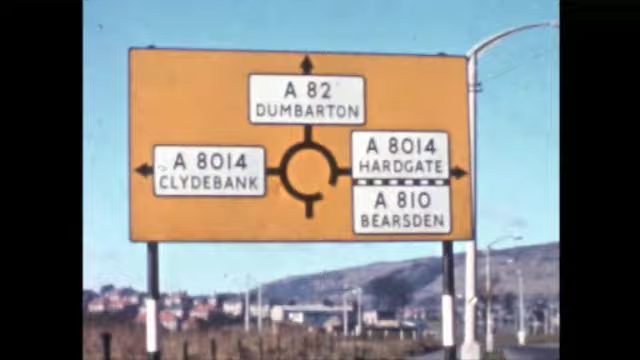 A 82
DUMBARTON
A 8014
CLYDEBANK
A 8014
HARDGATE
A 810
BEARSDEN